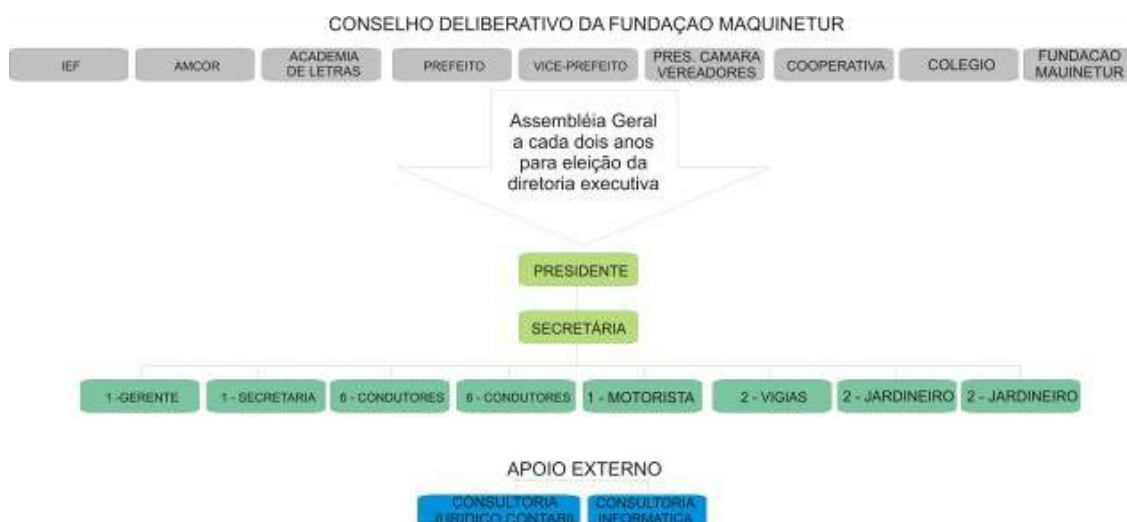 CONSELHO DELIBERATIVO DA FUNDAÇAO MAQUINETUR
IEF
AMCOR
ACADEMIA
DE LETRAS
PREFEITO
VICE-PREFEITO
PRES. CAMARA
VEREADORES
COOPERATIVA
COLEGIO
FUNDACAO
MAUINETUR
Assembléia Geral
a cada dois anos
para eleição da
diretoria executiva
PRESIDENTE
SECRETÁRIA
1 -GERENTE
1 - SECRETARIA
6 - CONDUTORES
6 - CONDUTORES
1 - MOTORISTA
2 - VIGIAS
2 - JARDINEIRO
2 - JARDINEIRO
APOIO EXTERNO
CONSULTORIA
JURIDICO CONTABIL
CONSULTORIA
INFORMATICA